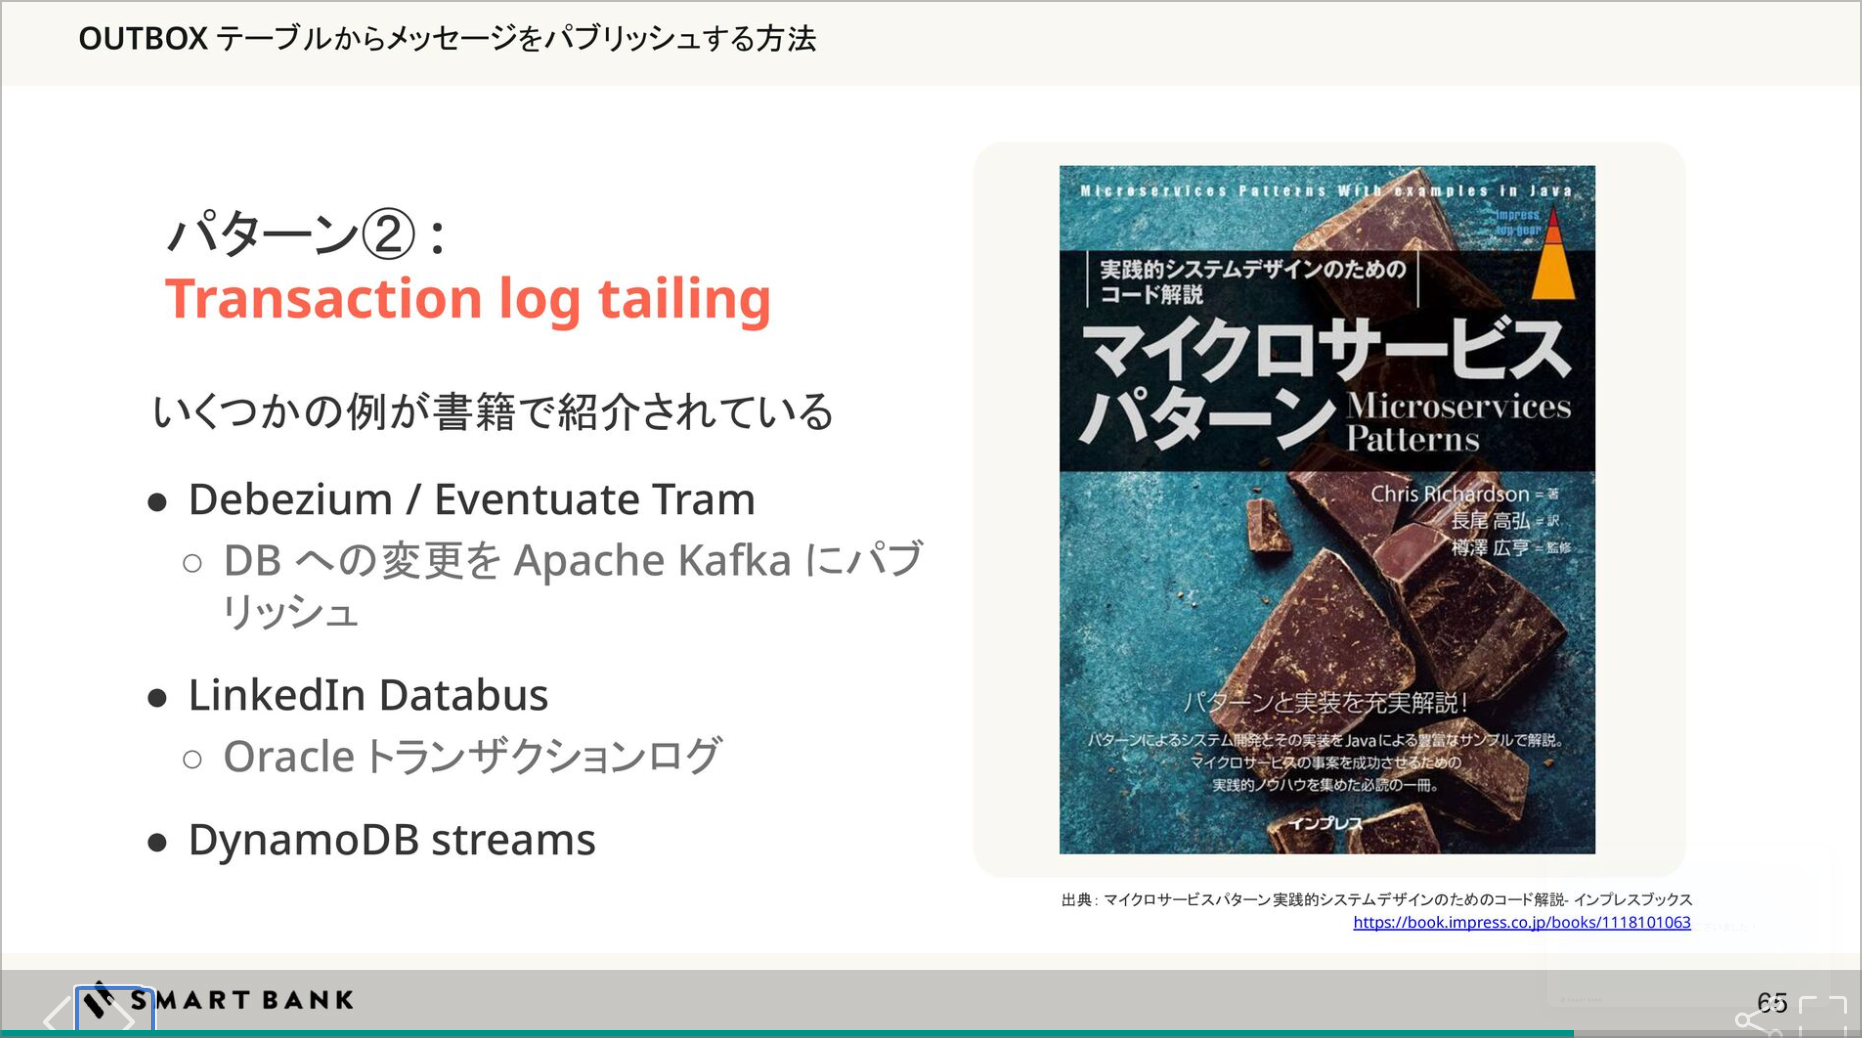 OUTBOX テーブルからメッセージをパブリッシュする方法
パターン②：
Transaction log tailing
いくつかの例が書籍で紹介されている
● Debezium / Eventuate Tram
○ DB への変更を Apache Kafka にパブ
リッシュ
● LinkedIn Databus
○ Oracle トランザクションログ
● DynamoDB streams
Microservices Patterns With examples in Java
impress
top gear
実践的システムデザインのための
コード解説
マイクロサービス
パターン Microservices
Patterns
Chris Richardson = 著
長尾 高弘 = 訳
樽澤 広亨 = 監修
パターンと実装を充実解説！
パターンによるシステム開発とその実装をJavaによる豊富なサンプルで解説。
マイクロサービスの事案を成功させるための
実践的ノウハウを集めた必読の一冊。
インプレス
出典：マイクロサービスパターン 実践的システムデザインのためのコード解説- インプレスブックス
https://book.impress.co.jp/books/1118101063
SMART BANK
65